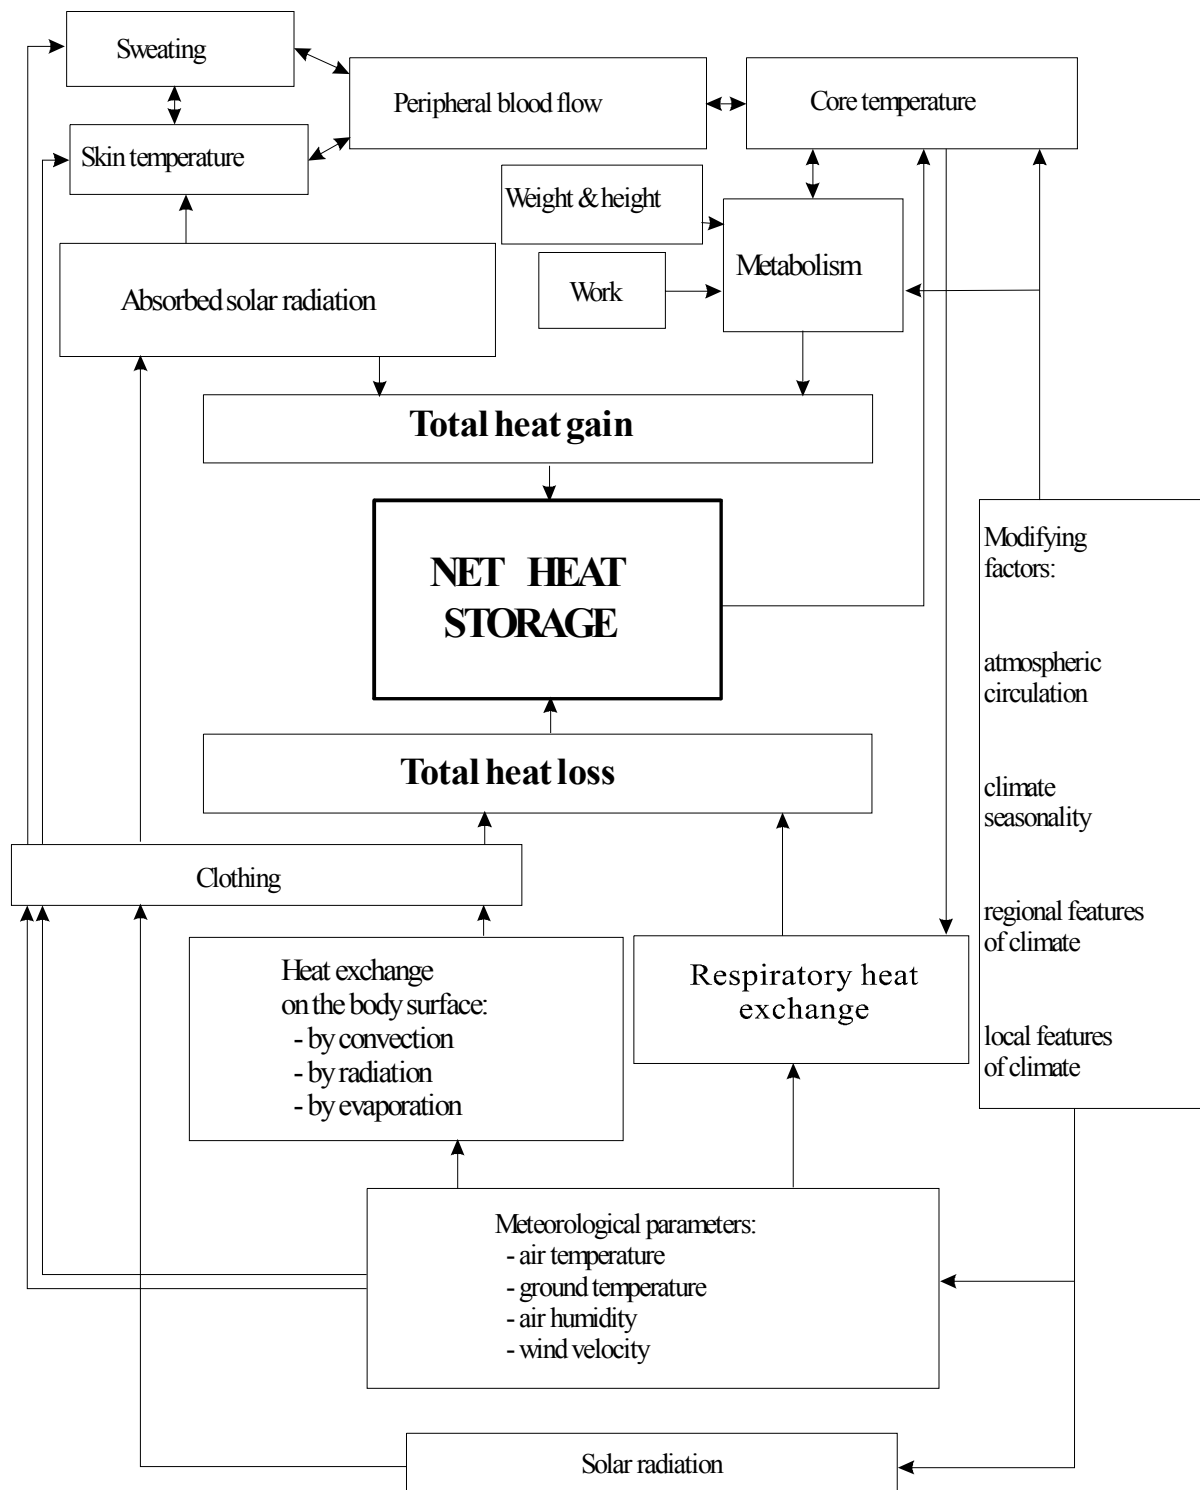 Sweating
Peripheral blood flow
Core temperature
Skin temperature
Weight & height
Metabolism
Work
Absorbed solar radiation
Total heat gain
NET HEAT
STORAGE
Total heat loss
Modifying
factors:
atmospheric
circulation
climate
seasonality
regional features
of climate
local features
of climate
Clothing
Heat exchange
on the body surface:
- by convection
- by radiation
- by evaporation
Respiratory heat
exchange
Meteorological parameters:
- air temperature
- ground temperature
- air humidity
- wind velocity
Solar radiation